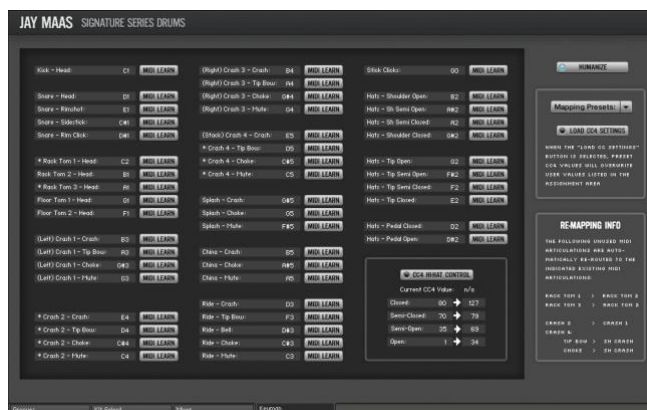 JAY MAAS SIGNATURE SERIES DRUMS
Kick - Head: C1 MIDI LEARN
Snare - Head: D1 MIDI LEARN
Snare - Rimshot: E1 MIDI LEARN
Snare - Sidestick: C#1 MIDI LEARN
Snare - Rim Click: D#1 MIDI LEARN
* Rack Tom 1 - Head: C2 MIDI LEARN
Rack Tom 2 - Head: B1 MIDI LEARN
* Rack Tom 3 - Head: A1 MIDI LEARN
Floor Tom 1 - Head: G1 MIDI LEARN
Floor Tom 2 - Head: F1 MIDI LEARN
(Left) Crash 1 - Crash: B3 MIDI LEARN
(Left) Crash 1 - Tip Bow: A3 MIDI LEARN
(Left) Crash 1 - Choke: G#3 MIDI LEARN
(Left) Crash 1 - Mute: G3 MIDI LEARN
* Crash 2 - Crash: E4 MIDI LEARN
* Crash 2 - Tip Bow: D4 MIDI LEARN
* Crash 2 - Choke: C#4 MIDI LEARN
* Crash 2 - Mute: C4 MIDI LEARN
(Right) Crash 3 - Crash: B4 MIDI LEARN
(Right) Crash 3 - Tip Bow: A4 MIDI LEARN
(Right) Crash 3 - Choke: G#4 MIDI LEARN
(Right) Crash 3 - Mute: G4 MIDI LEARN
(Stack) Crash 4 - Crash: E5 MIDI LEARN
* Crash 4 - Tip Bow: D5 MIDI LEARN
* Crash 4 - Choke: C#5 MIDI LEARN
* Crash 4 - Mute: C5 MIDI LEARN
Splash - Crash: G#5 MIDI LEARN
Splash - Choke: G5 MIDI LEARN
Splash - Mute: F#5 MIDI LEARN
China - Crash: B5 MIDI LEARN
China - Choke: A#5 MIDI LEARN
China - Mute: A5 MIDI LEARN
Ride - Crash: D3 MIDI LEARN
Ride - Tip Bow: F3 MIDI LEARN
Ride - Bell: D#3 MIDI LEARN
Ride - Choke: C#3 MIDI LEARN
Ride - Mute: C3 MIDI LEARN
Stick Clicks: G0 MIDI LEARN
Hats - Shoulder Open: B2 MIDI LEARN
Hats - Sh Semi Open: A#2 MIDI LEARN
Hats - Sh Semi Closed: A2 MIDI LEARN
Hats - Shoulder Closed: G#2 MIDI LEARN
Hats - Tip Open: G2 MIDI LEARN
Hats - Tip Semi Open: F#2 MIDI LEARN
Hats - Tip Semi Closed: F2 MIDI LEARN
Hats - Tip Closed: E2 MIDI LEARN
Hats - Pedal Closed: D2 MIDI LEARN
Hats - Pedal Open: D#2 MIDI LEARN
CC4 HIHAT CONTROL
Current CC4 Value: n/a
Closed: 80 127
Semi-Closed: 70 79
Semi-Open: 35 69
Open: 1 34
HUMANIZE
Mapping Presets:
LOAD CC4 SETTINGS
WHEN THE "LOAD CC SETTINGS"
BUTTON IS SELECTED, PRESET
CC4 VALUES WILL OVERWRITE
USER VALUES LISTED IN THE
ASSIGNMENT AREA
RE-MAPPING INFO
THE FOLLOWING UNUSED MIDI
ARTICULATIONS ARE AUTO-
MATICALLY RE-ROUTED TO THE
INDICATED EXISTING MIDI
ARTICULATIONS:
RACK TOM 1 > RACK TOM 2
RACK TOM 3 > RACK TOM 2
CRASH 2 > CRASH 1
CRASH 4:
TIP BOW > SH CRASH
CHOKE > SH CRASH